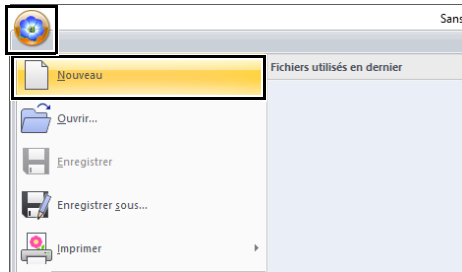 Sans
Fichiers utilisés en dernier
Nouveau
Ouvrir...
Enregistrer
Enregistrer sous...
Imprimer